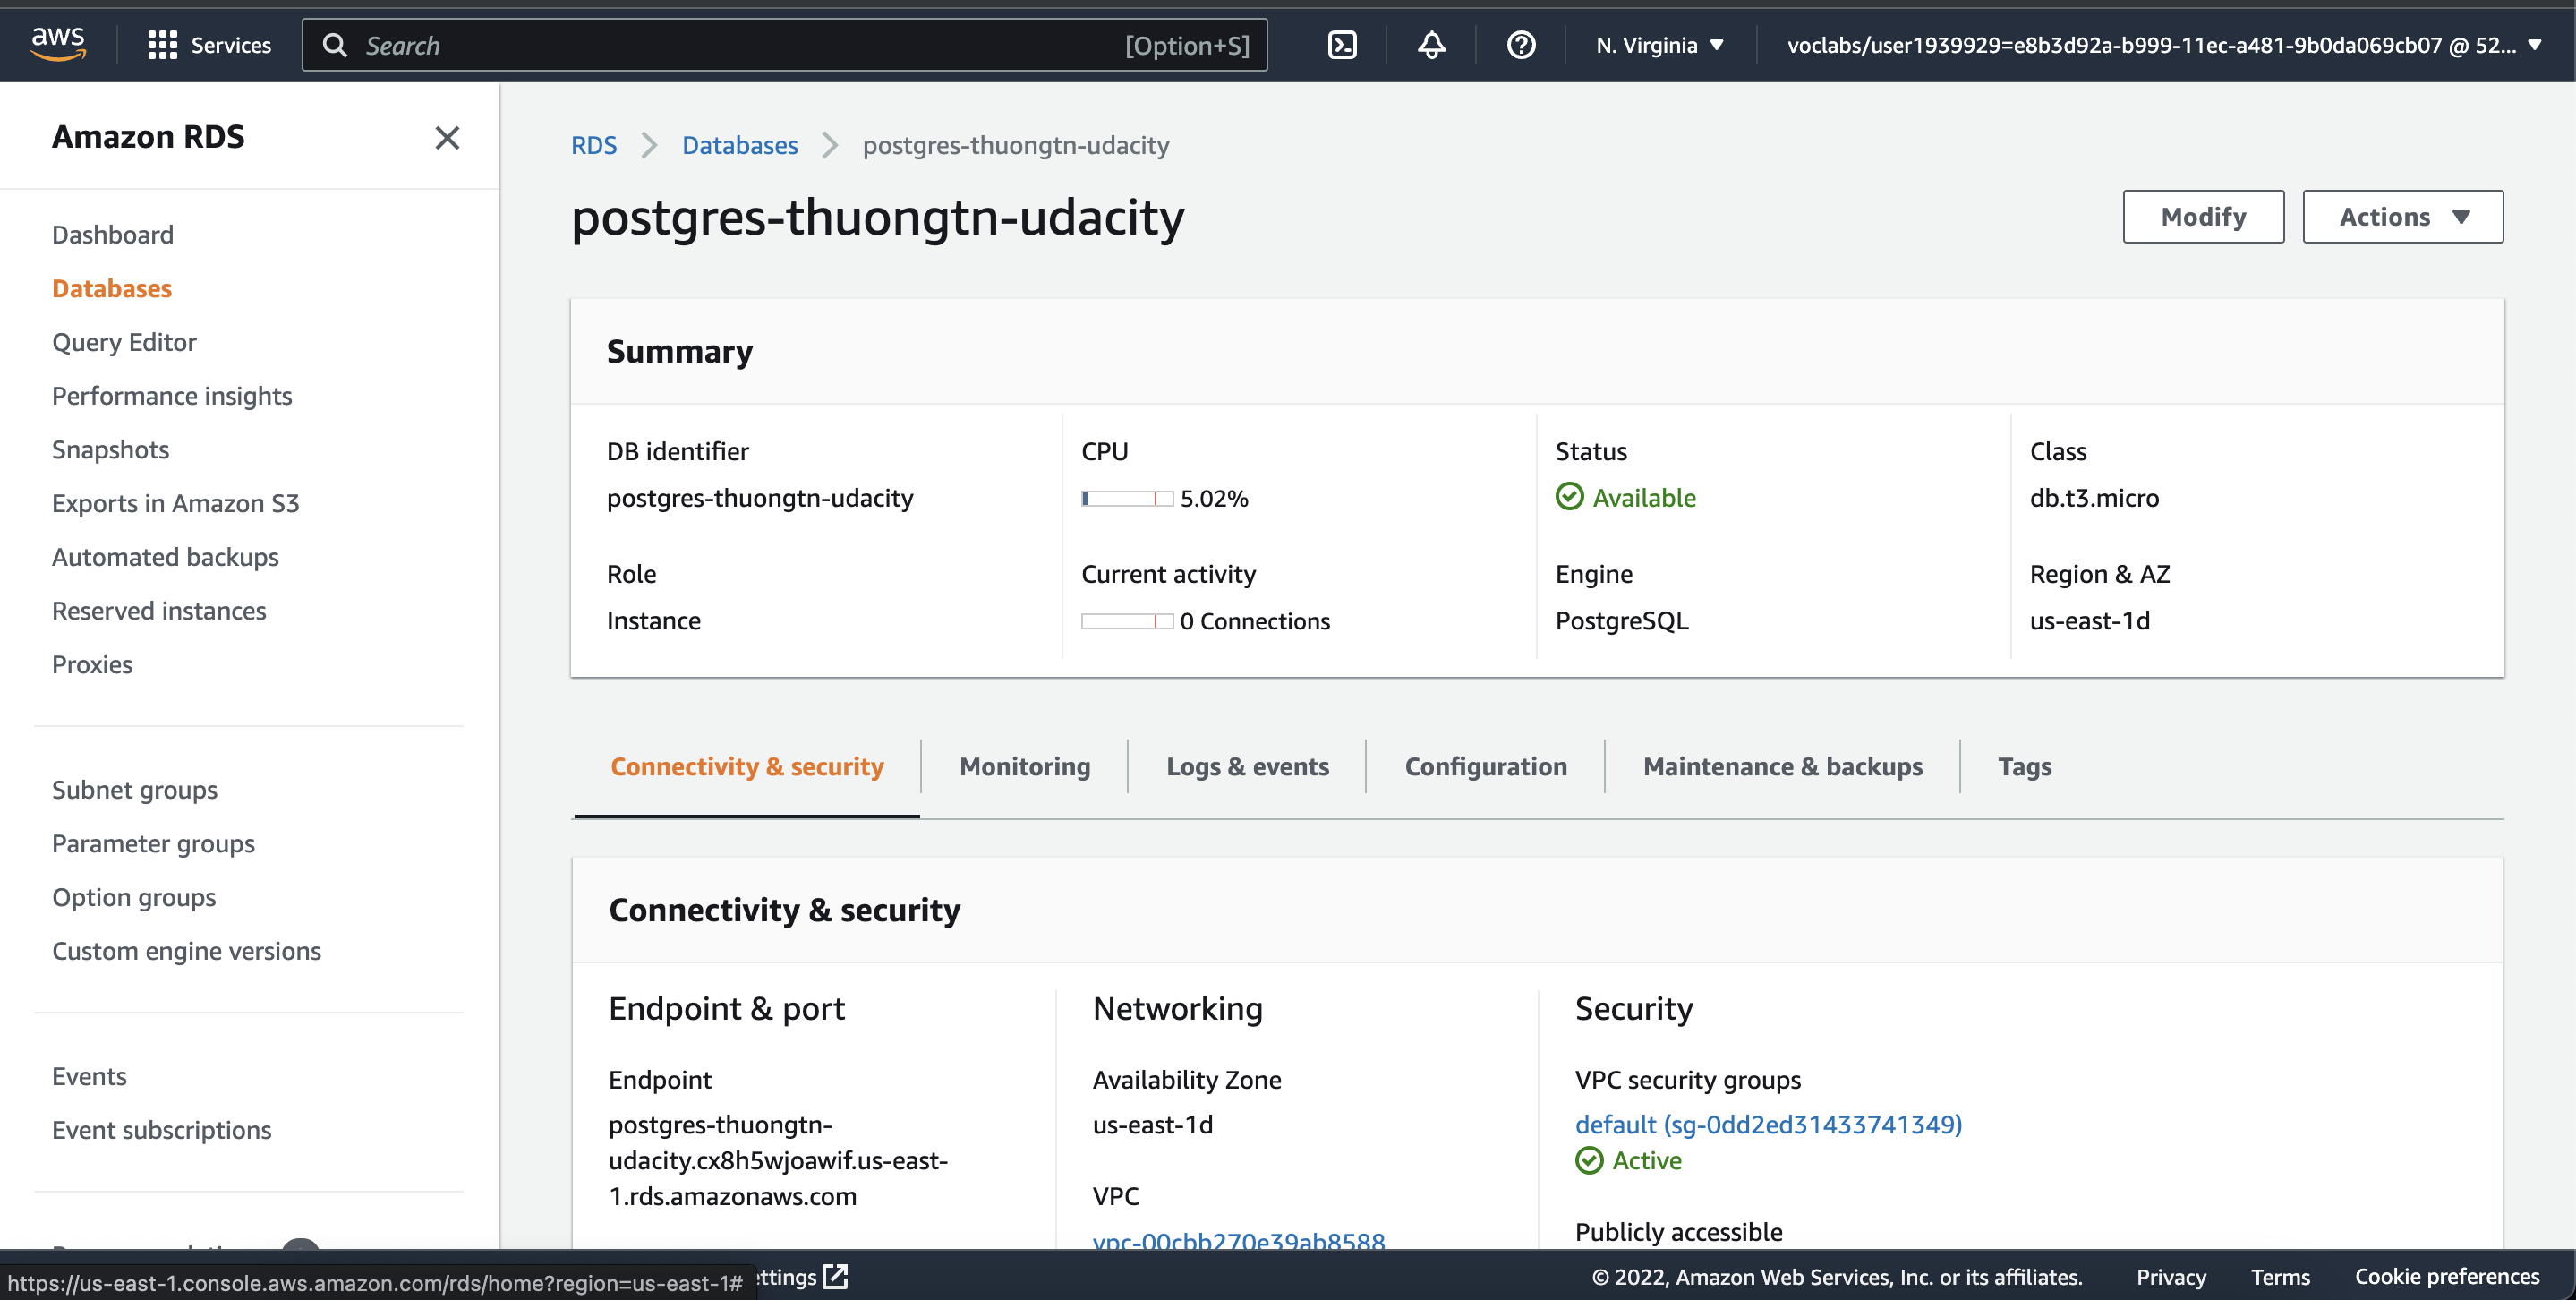 aws
Services
Search
[Option+S]
N. Virginia
voclabs/user1939929=e8b3d92a-b999-11ec-a481-9b0da069cb07 @ 52...
Amazon RDS
Dashboard
Databases
Query Editor
Performance insights
Snapshots
Exports in Amazon S3
Automated backups
Reserved instances
Proxies
Subnet groups
Parameter groups
Option groups
Custom engine versions
Events
Event subscriptions
RDS
Databases
postgres-thuongtn-udacity
postgres-thuongtn-udacity
Modify
Actions
Summary
DB identifier
postgres-thuongtn-udacity
CPU
5.02%
Status
Available
Class
db.t3.micro
Role
Instance
Current activity
0 Connections
Engine
PostgreSQL
Region & AZ
us-east-1d
Connectivity & security
Monitoring
Logs & events
Configuration
Maintenance & backups
Tags
Connectivity & security
Endpoint & port
Endpoint
postgres-thuongtn-
udacity.cx8h5wjoawif.us-east-
1.rds.amazonaws.com
Networking
Availability Zone
us-east-1d
VPC
vpc-00cbb270e39ab8588
Security
VPC security groups
default (sg-0dd2ed31433741349)
Active
Publicly accessible
https://us-east-1.console.aws.amazon.com/rds/home?region=us-east-1#
ettings
© 2022, Amazon Web Services, Inc. or its affiliates.
Privacy
Terms
Cookie preferences